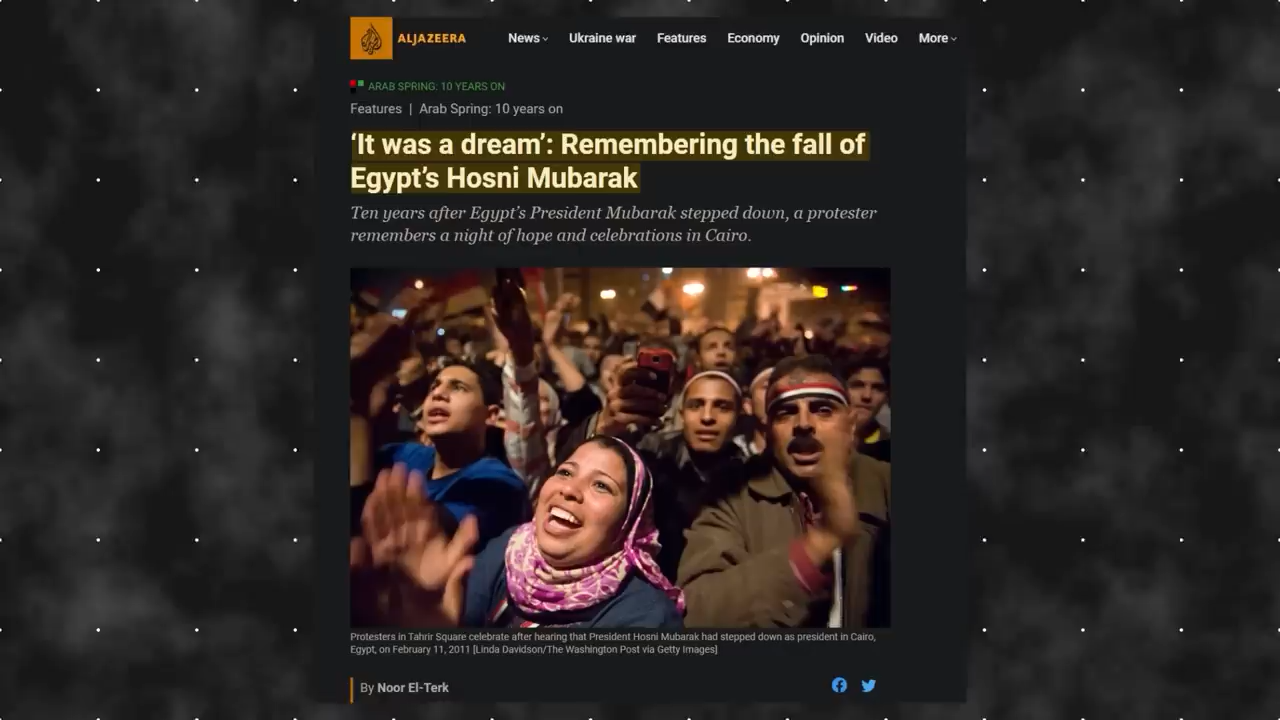 ALJAZEERA
News Ukraine war Features Economy Opinion Video More
ARAB SPRING: 10 YEARS ON
Features | Arab Spring: 10 years on
‘It was a dream’: Remembering the fall of
Egypt’s Hosni Mubarak
Ten years after Egypt’s President Mubarak stepped down, a protester
remembers a night of hope and celebrations in Cairo.
Protesters in Tahrir Square celebrate after hearing that President Hosni Mubarak had stepped down as president in Cairo,
Egypt, on February 11, 2011 [Linda Davidson/The Washington Post via Getty Images]
By Noor El-Terk